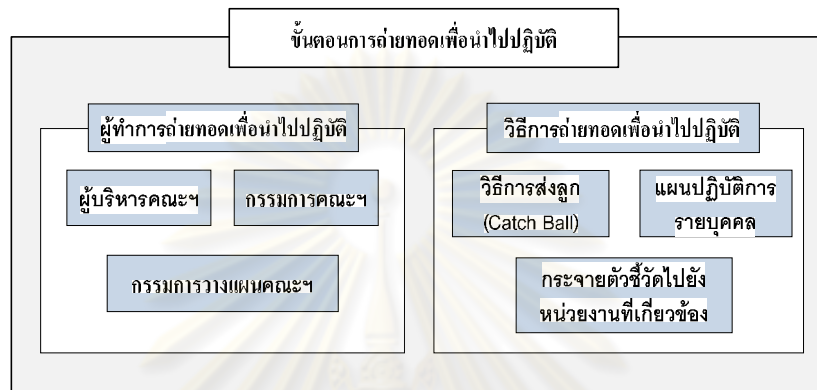 ขั้นตอนการถ่ายทอดเพื่อนำไปปฏิบัติ
ผู้ทำการถ่ายทอดเพื่อนำไปปฏิบัติ
ผู้บริหารคณะฯ
กรรมการคณะฯ
กรรมการวางแผนคณะฯ
วิธีการถ่ายทอดเพื่อนำไปปฏิบัติ
วิธีการส่งลูก
(Catch Ball)
แผนปฏิบัติการ
รายบุคคล
กระจายตัวชี้วัดไปยัง
หน่วยงานที่เกี่ยวข้อง